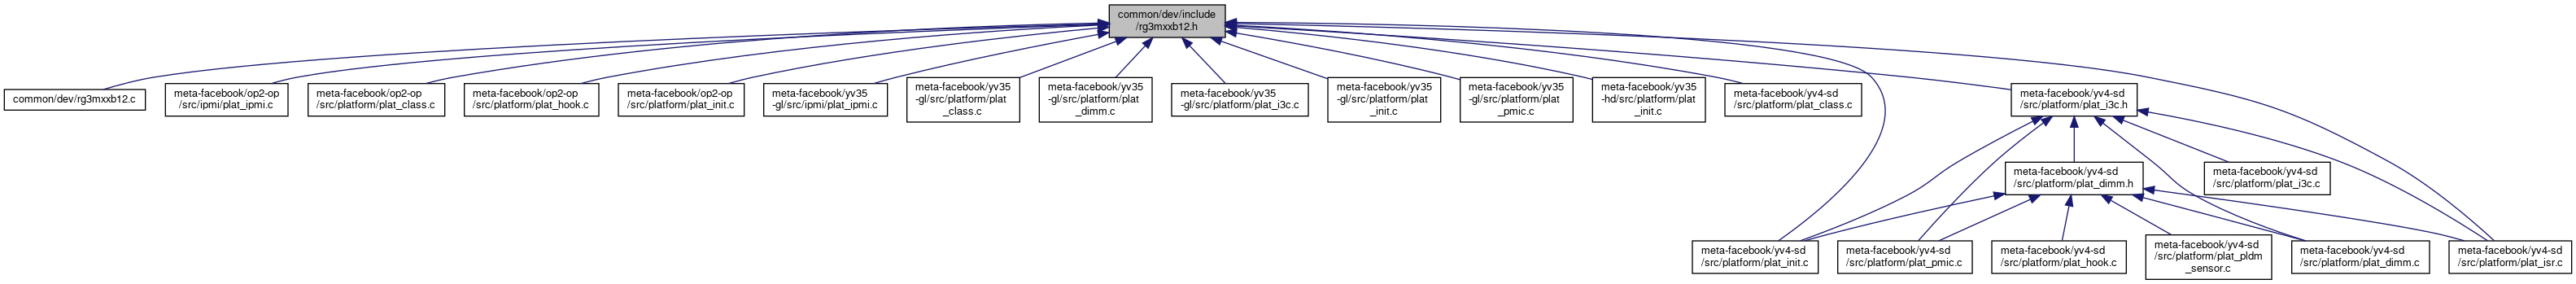 common/dev/include
/rg3mxxb12.h
common/dev/rg3mxxb12.c
meta-facebook/op2-op
/src/ipmi/plat_ipmi.c
meta-facebook/op2-op
/src/platform/plat_class.c
meta-facebook/op2-op
/src/platform/plat_hook.c
meta-facebook/op2-op
/src/platform/plat_init.c
meta-facebook/yv35
-gl/src/ipmi/plat_ipmi.c
meta-facebook/yv35
-gl/src/platform/plat
_class.c
meta-facebook/yv35
-gl/src/platform/plat
_dimm.c
meta-facebook/yv35
-gl/src/platform/plat_i3c.c
meta-facebook/yv35
-gl/src/platform/plat
_init.c
meta-facebook/yv35
-gl/src/platform/plat
_pmic.c
meta-facebook/yv35
-hd/src/platform/plat
_init.c
meta-facebook/yv4-sd
/src/platform/plat_class.c
meta-facebook/yv4-sd
/src/platform/plat_i3c.h
meta-facebook/yv4-sd
/src/platform/plat_dimm.h
meta-facebook/yv4-sd
/src/platform/plat_i3c.c
meta-facebook/yv4-sd
/src/platform/plat_init.c
meta-facebook/yv4-sd
/src/platform/plat_pmic.c
meta-facebook/yv4-sd
/src/platform/plat_hook.c
meta-facebook/yv4-sd
/src/platform/plat_pldm
_sensor.c
meta-facebook/yv4-sd
/src/platform/plat_dimm.c
meta-facebook/yv4-sd
/src/platform/plat_isr.c